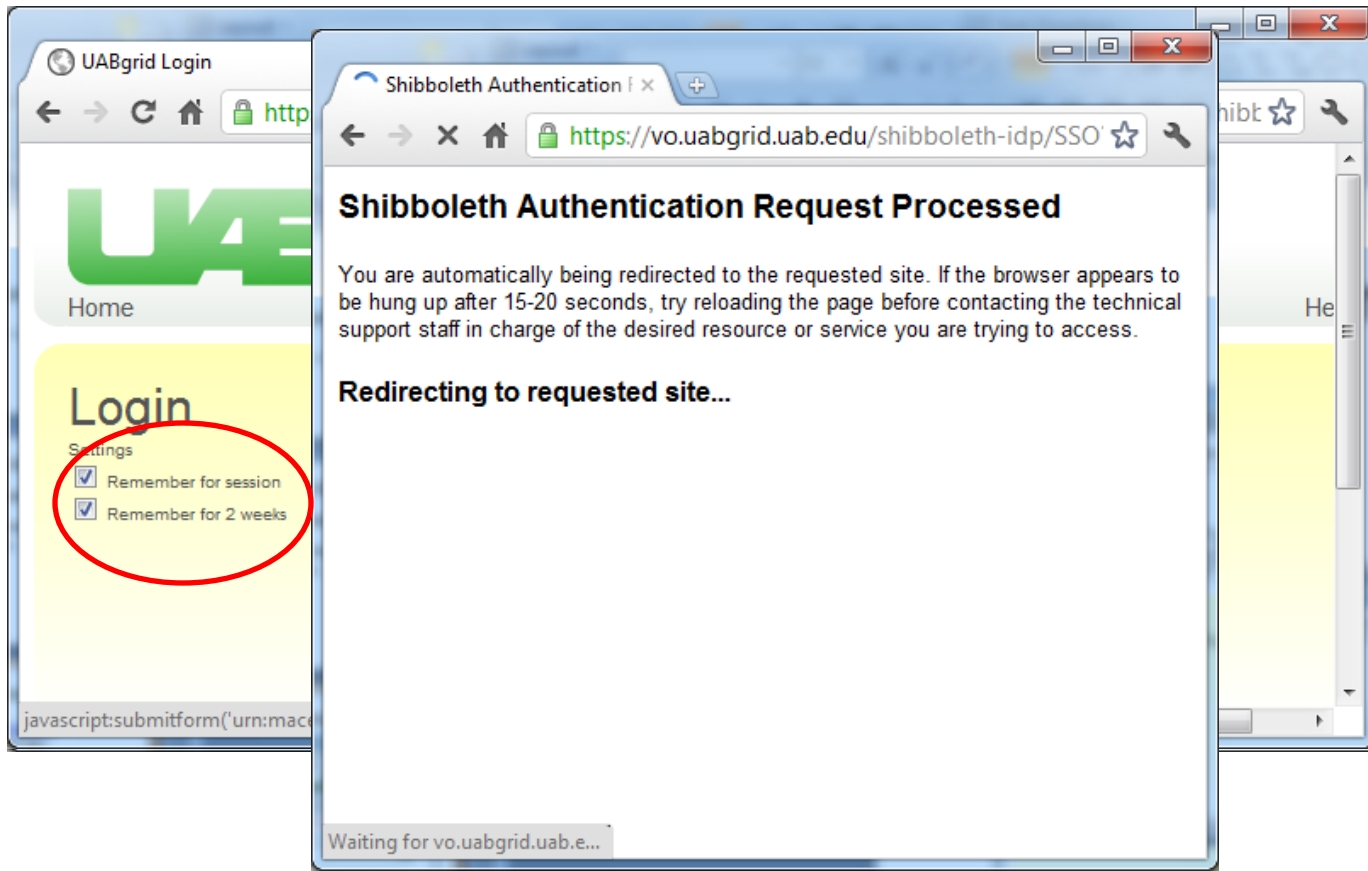 UABgrid Login
http
hibb
UAB
Home
He
Login
Settings
Remember for session
Remember for 2 weeks
javascript:submitform('urn:mace
Shibboleth Authentication
https://vo.uabgrid.uab.edu/shibboleth-idp/SSO
Shibboleth Authentication Request Processed
You are automatically being redirected to the requested site. If the browser appears to
be hung up after 15-20 seconds, try reloading the page before contacting the technical
support staff in charge of the desired resource or service you are trying to access.
Redirecting to requested site...
Waiting for vo.uabgrid.uab.e...